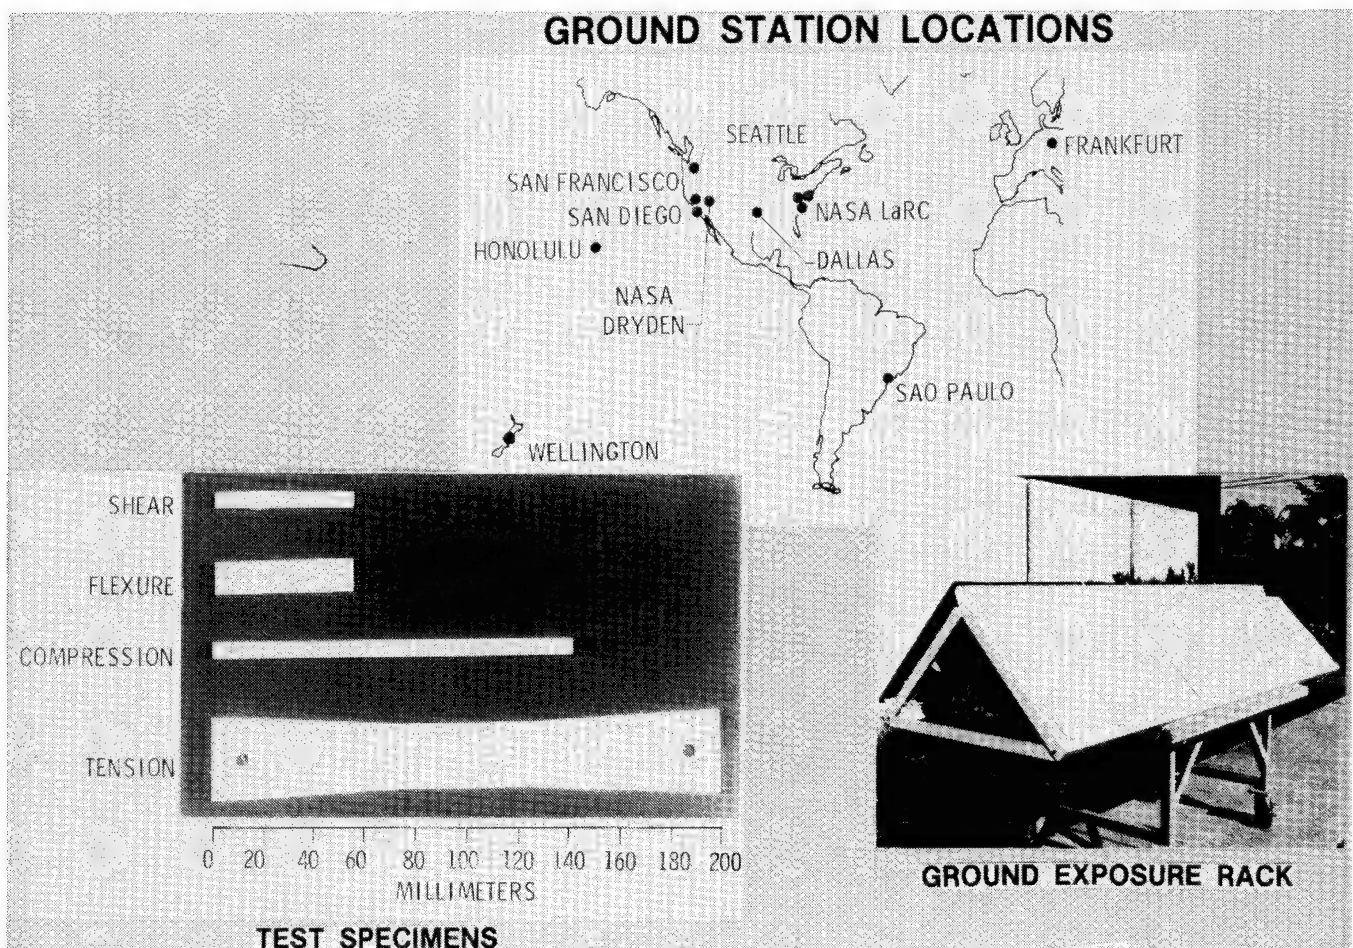 GROUND STATION LOCATIONS
SEATTLE
FRANKFURT
SAN FRANCISCO
SAN DIEGO
NASA LaRC
HONOLULU
DALLAS
NASA
DRYDEN
SAO PAULO
WELLINGTON
SHEAR
FLEXURE
COMPRESSION
TENSION
0 20 40 60 80 100 120 140 160 180 200
MILLIMETERS
GROUND EXPOSURE RACK
TEST SPECIMENS